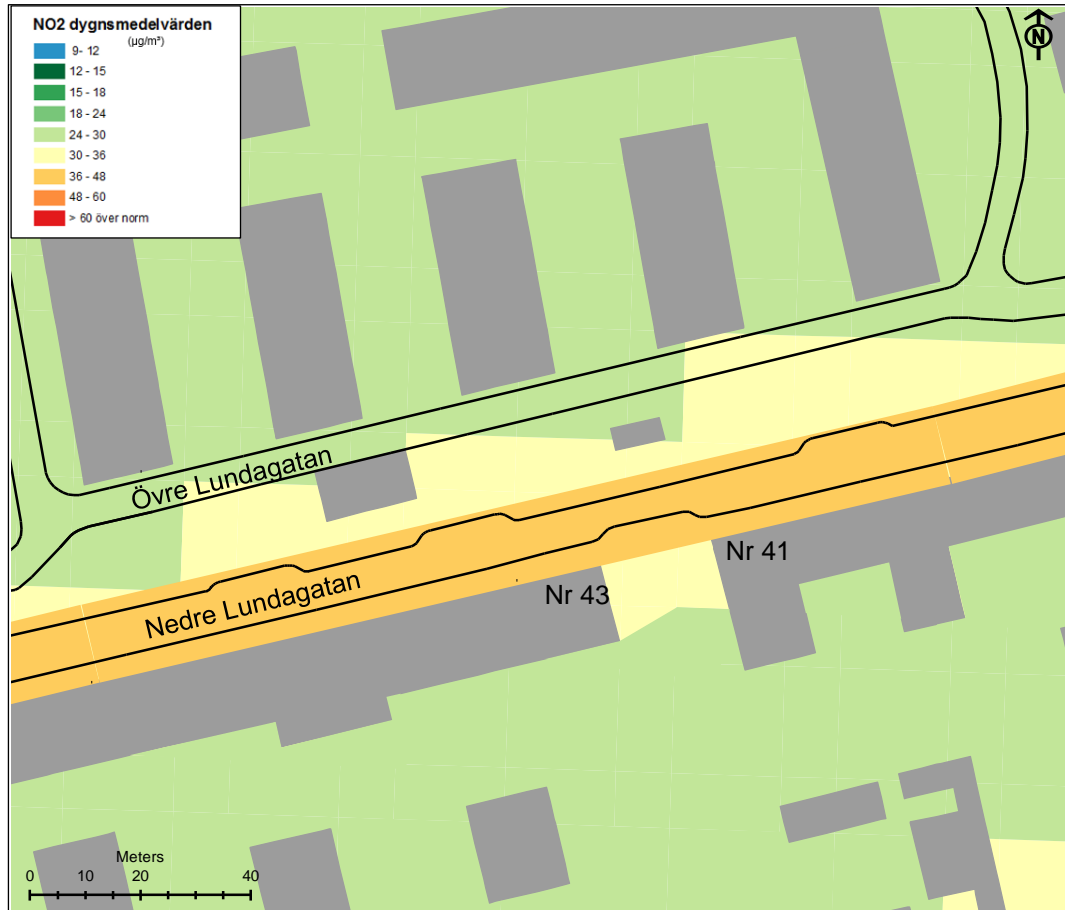 NO2 dygnsmedelvärden
(µg/m³)
9- 12
12 - 15
15 - 18
18 - 24
24 - 30
30 - 36
36 - 48
48 - 60
> 60 över norm
N
Övre Lundagatan
Nedre Lundagatan
Nr 41
Nr 43
Meters
0 10 20 40